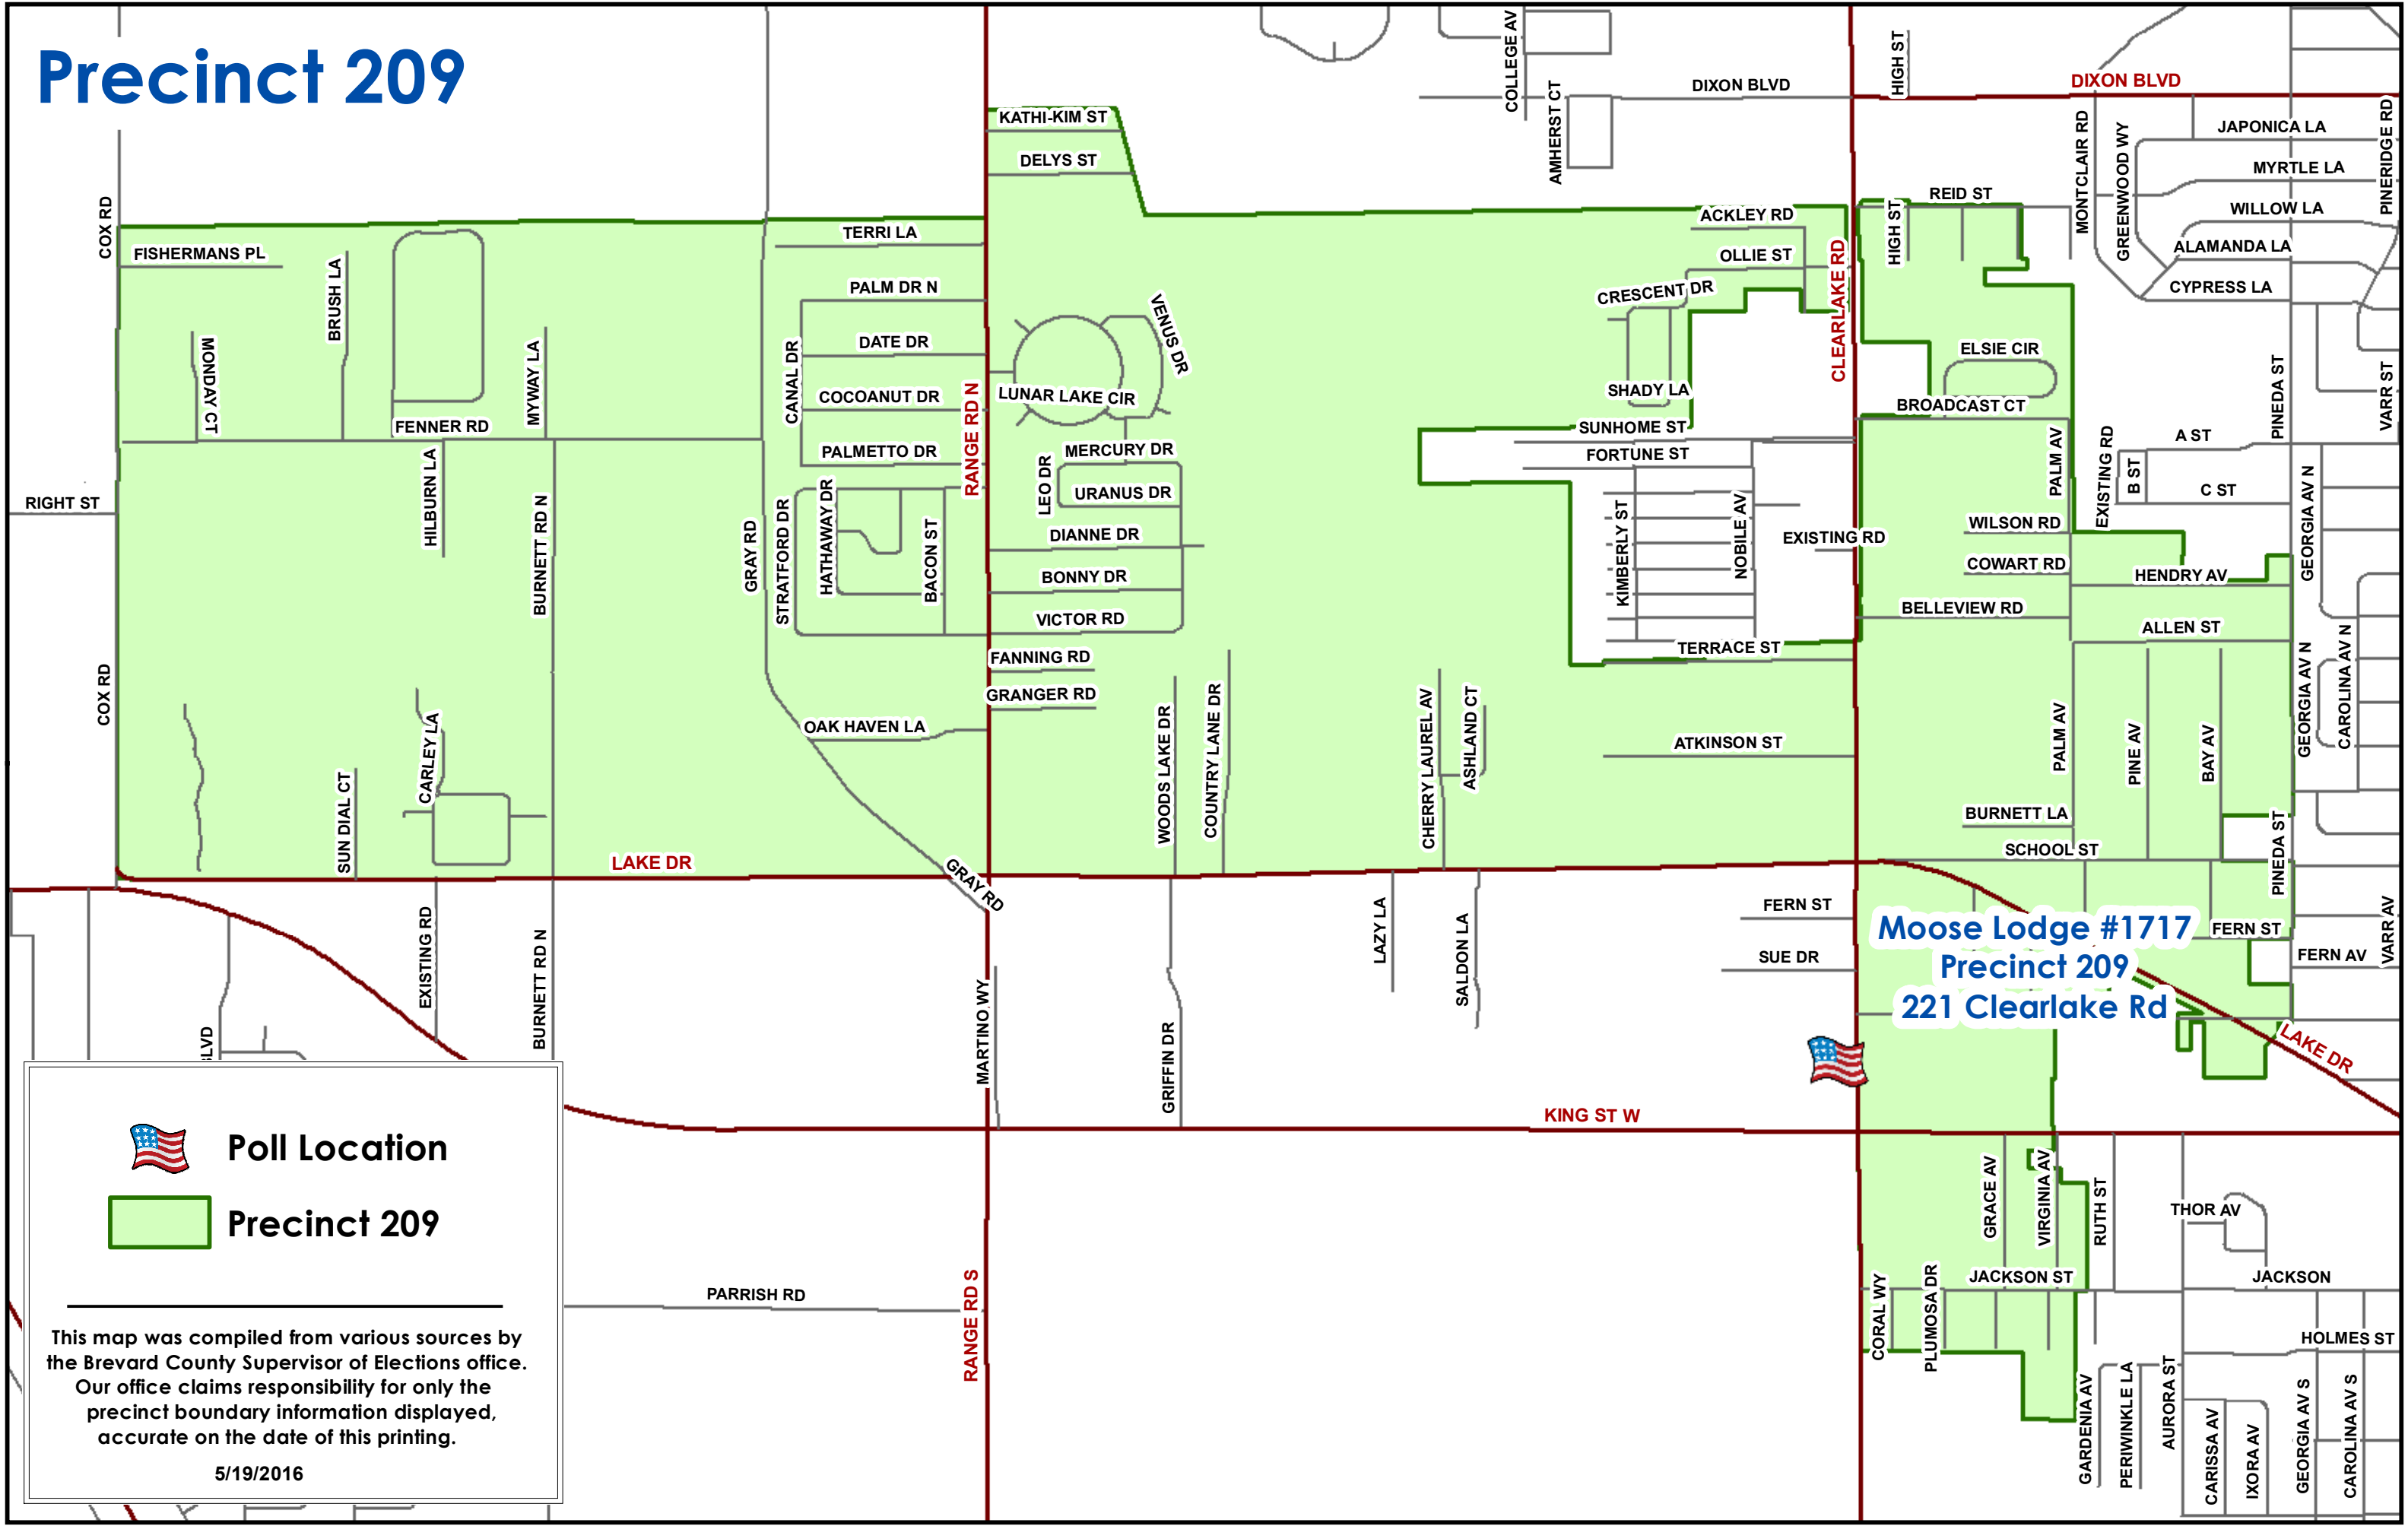 Precinct 209
COLLEGE AV
HIGH ST
DIXON BLVD
DIXON BLVD
AMHERST CT
KATHI-KIM ST
DELYS ST
MONTCLAIR RD
GREENWOOD WY
JAPONICA LA
PINERIDGE RD
MYRTLE LA
REID ST
WILLOW LA
COX RD
ACKLEY RD
HIGH ST
TERRI LA
ALAMANDA LA
FISHERMANS PL
OLLIE ST
CLEARLAKE RD
BRUSH LA
PALM DR N
CRESCENT DR
CYPRESS LA
VENUS DR
MONDAY CT
MYWAY LA
CANAL DR
DATE DR
ELSIE CIR
PINEDA ST
VARR ST
COCOANUT DR
RANGE RD N
LUNAR LAKE CIR
SHADY LA
BROADCAST CT
FENNER RD
SUNHOME ST
A ST
PALMETTO DR
MERCURY DR
FORTUNE ST
PALM AV
EXISTING RD
B ST
C ST
GEORGIA AV N
LEO DR
URANUS DR
RIGHT ST
HILBURN LA
BURNETT RD N
GRAY RD
STRATFORD DR
HATHAWAY DR
BACON ST
DIANNE DR
KIMBERLY ST
NOBILE AV
EXISTING RD
WILSON RD
COWART RD
HENDRY AV
BONNY DR
BELLEVIEW RD
VICTOR RD
ALLEN ST
FANNING RD
TERRACE ST
GRANGER RD
COX RD
CARLEY LA
OAK HAVEN LA
WOODS LAKE DR
COUNTRY LANE DR
CHERRY LAUREL AV
ASHLAND CT
ATKINSON ST
PALM AV
PINE AV
BAY AV
GEORGIA AV N
CAROLINA AV N
SUN DIAL CT
BURNETT LA
SCHOOL ST
PINEDA ST
LAKE DR
GRAY RD
EXISTING RD
BURNETT RD N
LAZY LA
SALDON LA
FERN ST
SUE DR
Moose Lodge #1717
Precinct 209
221 Clearlake Rd
FERN ST
FERN AV
VARR AV
LVD
MARTINO WY
GRIFFIN DR
LAKE DR
KING ST W
Poll Location
Precinct 209
GRACE AV
VIRGINIA AV
RUTH ST
THOR AV
JACKSON ST
JACKSON
PARRISH RD
RANGE RD S
CORAL WY
PLUMOSA DR
HOLMES ST
GARDENIA AV
PERIWINKLE LA
AURORA ST
CARISSA AV
IXORA AV
GEORGIA AV S
CAROLINA AV S
This map was compiled from various sources by
the Brevard County Supervisor of Elections office.
Our office claims responsibility for only the
precinct boundary information displayed,
accurate on the date of this printing.
5/19/2016